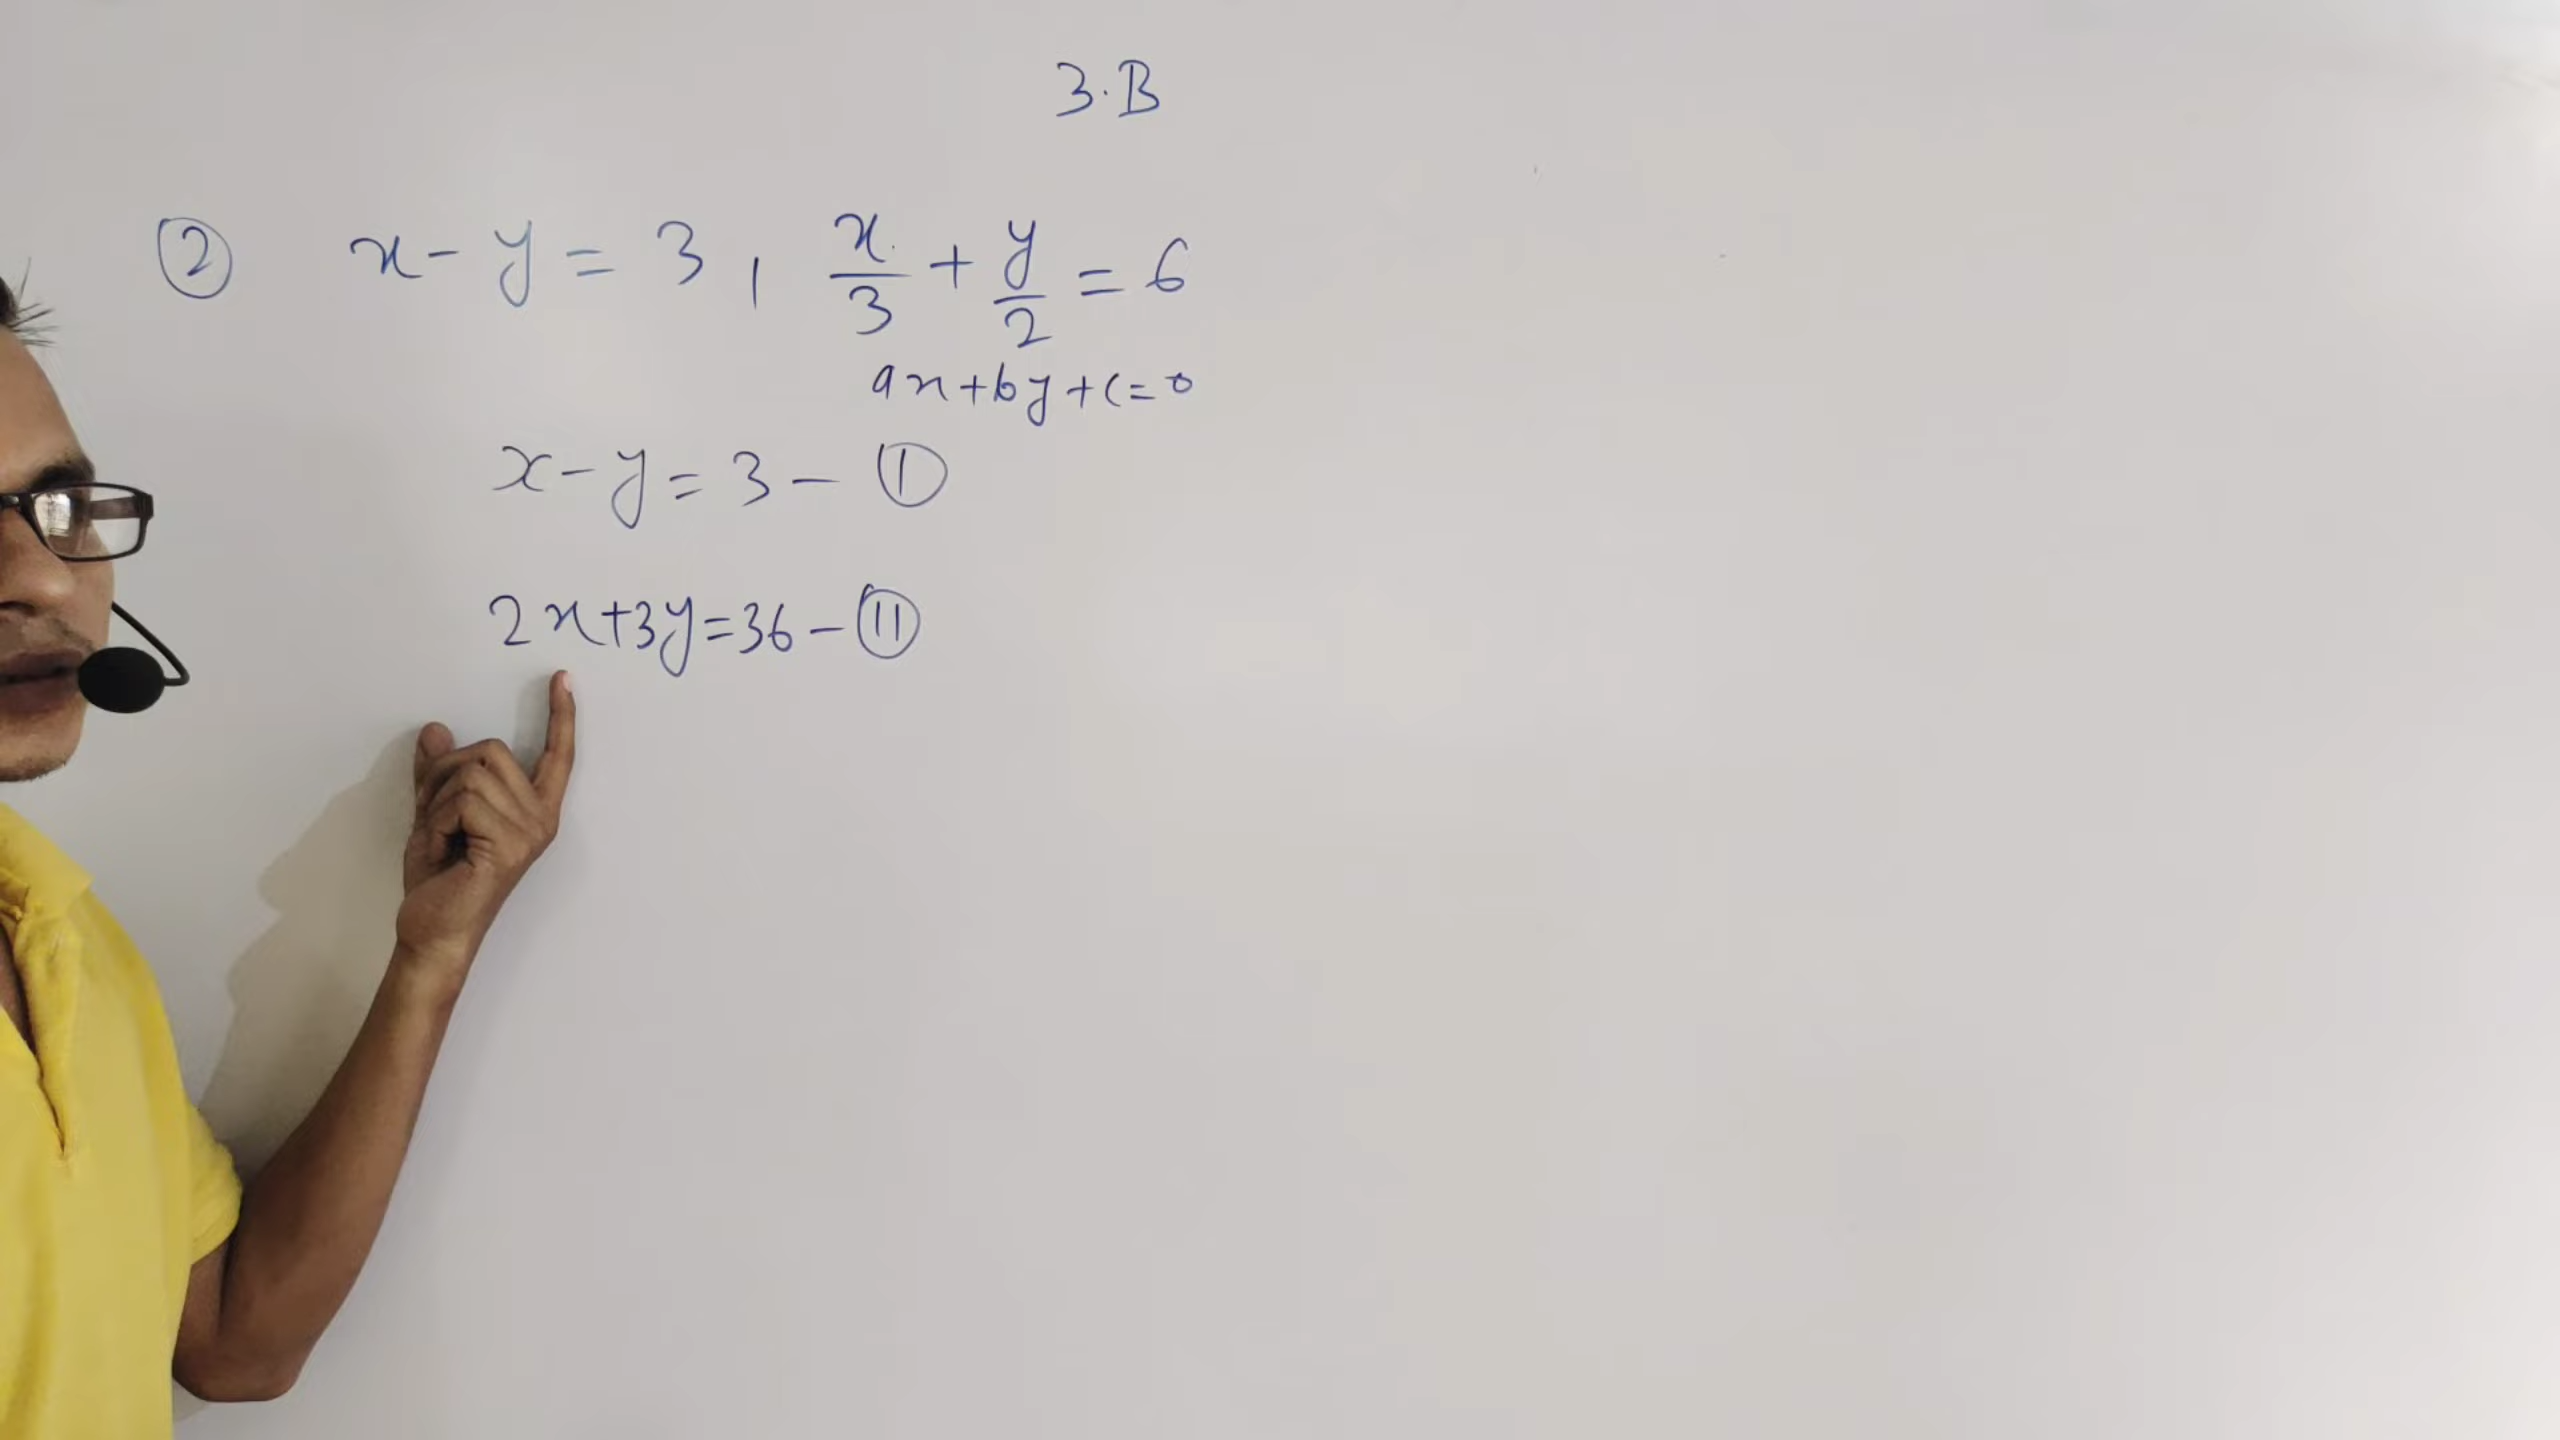 3.B
② x - y = 3, x/3 + y/2 = 6
ax+by+c=0
x - y = 3 - ①
2x+3y=36 - ⑪